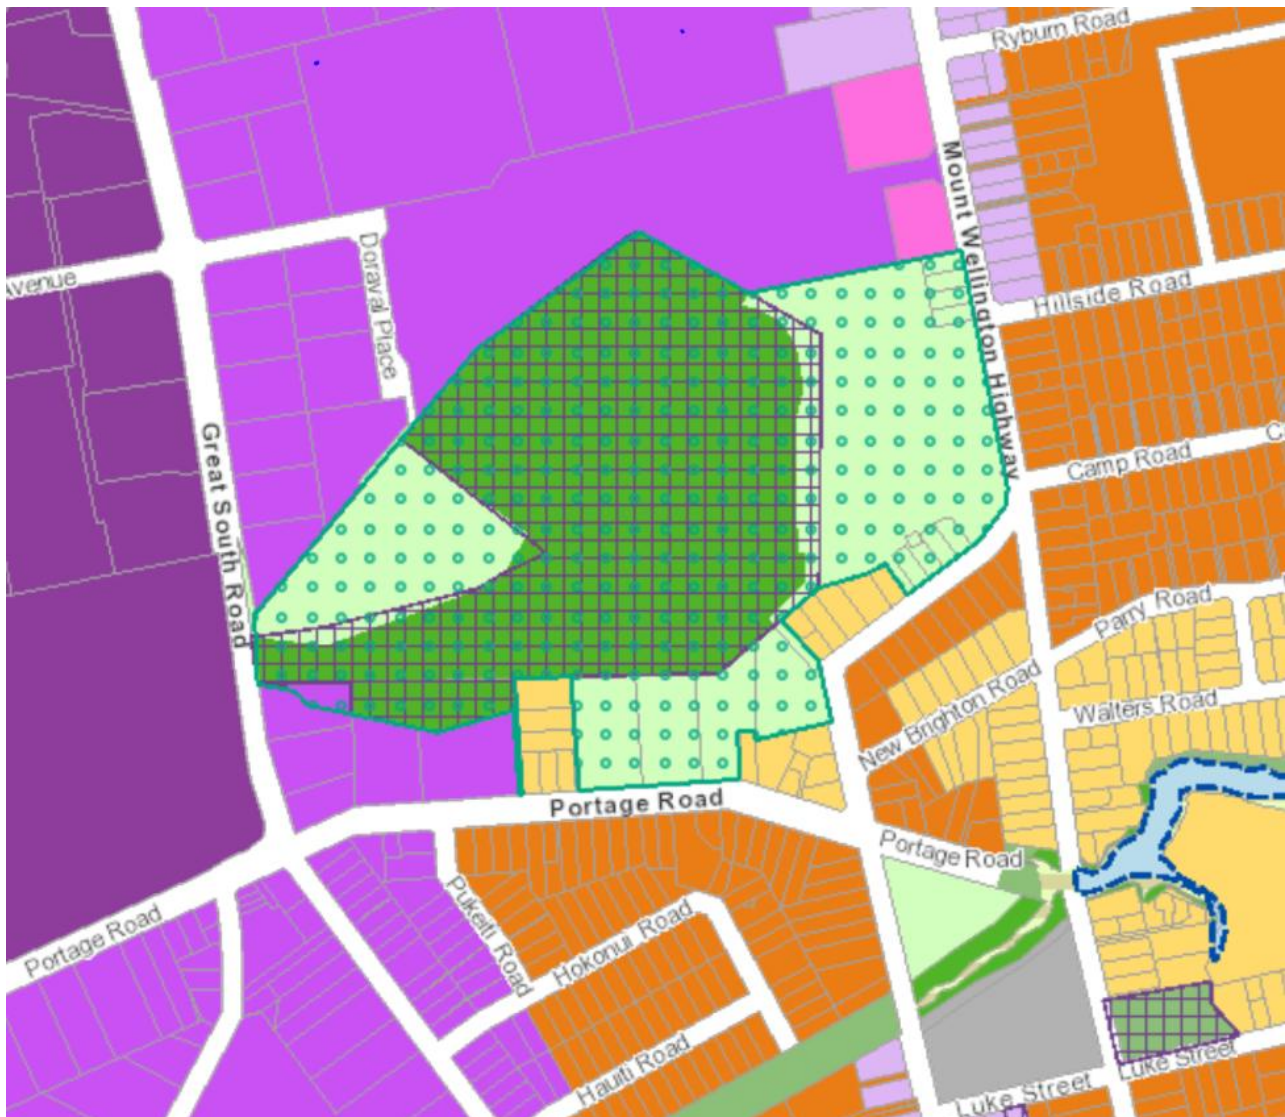 Ryburn Road
Mount Wellington Highway
Avenue
Doraval Place
Hillside Road
Great South Road
Camp Road
C
Parry Road
New Brighton Road
Walters Road
Portage Road
Portage Road
Portage Road
Puketi Road
Hokonui Road
Hauiti Road
Luke Street
Luke Street